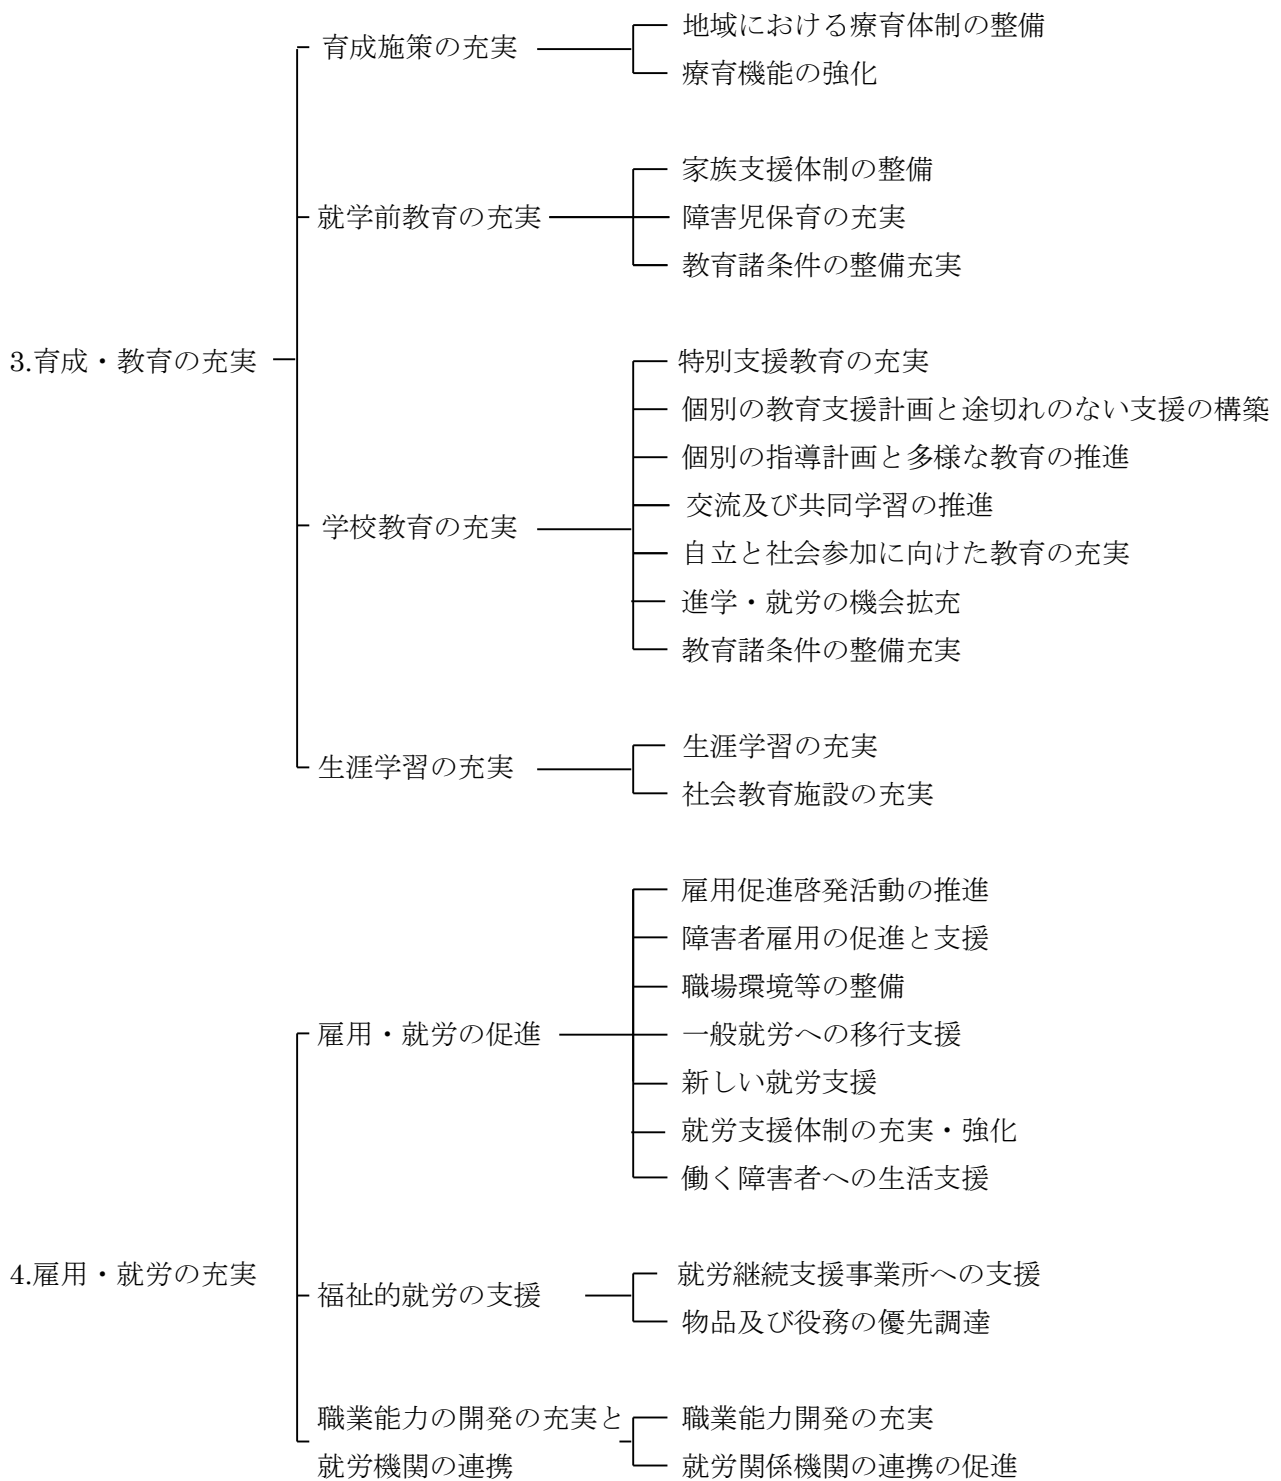 育成施策の充実
地域における療育体制の整備
療育機能の強化
就学前教育の充実
家族支援体制の整備
障害児保育の充実
教育諸条件の整備充実
3.育成・教育の充実
特別支援教育の充実
個別の教育支援計画と途切れのない支援の構築
個別の指導計画と多様な教育の推進
学校教育の充実
交流及び共同学習の推進
自立と社会参加に向けた教育の充実
進学・就労の機会拡充
教育諸条件の整備充実
生涯学習の充実
生涯学習の充実
社会教育施設の充実
雇用促進啓発活動の推進
障害者雇用の促進と支援
職場環境等の整備
雇用・就労の促進
一般就労への移行支援
新しい就労支援
就労支援体制の充実・強化
働く障害者への生活支援
4.雇用・就労の充実
福祉的就労の支援
就労継続支援事業所への支援
物品及び役務の優先調達
職業能力の開発の充実と
就労機関の連携
職業能力開発の充実
就労関係機関の連携の促進